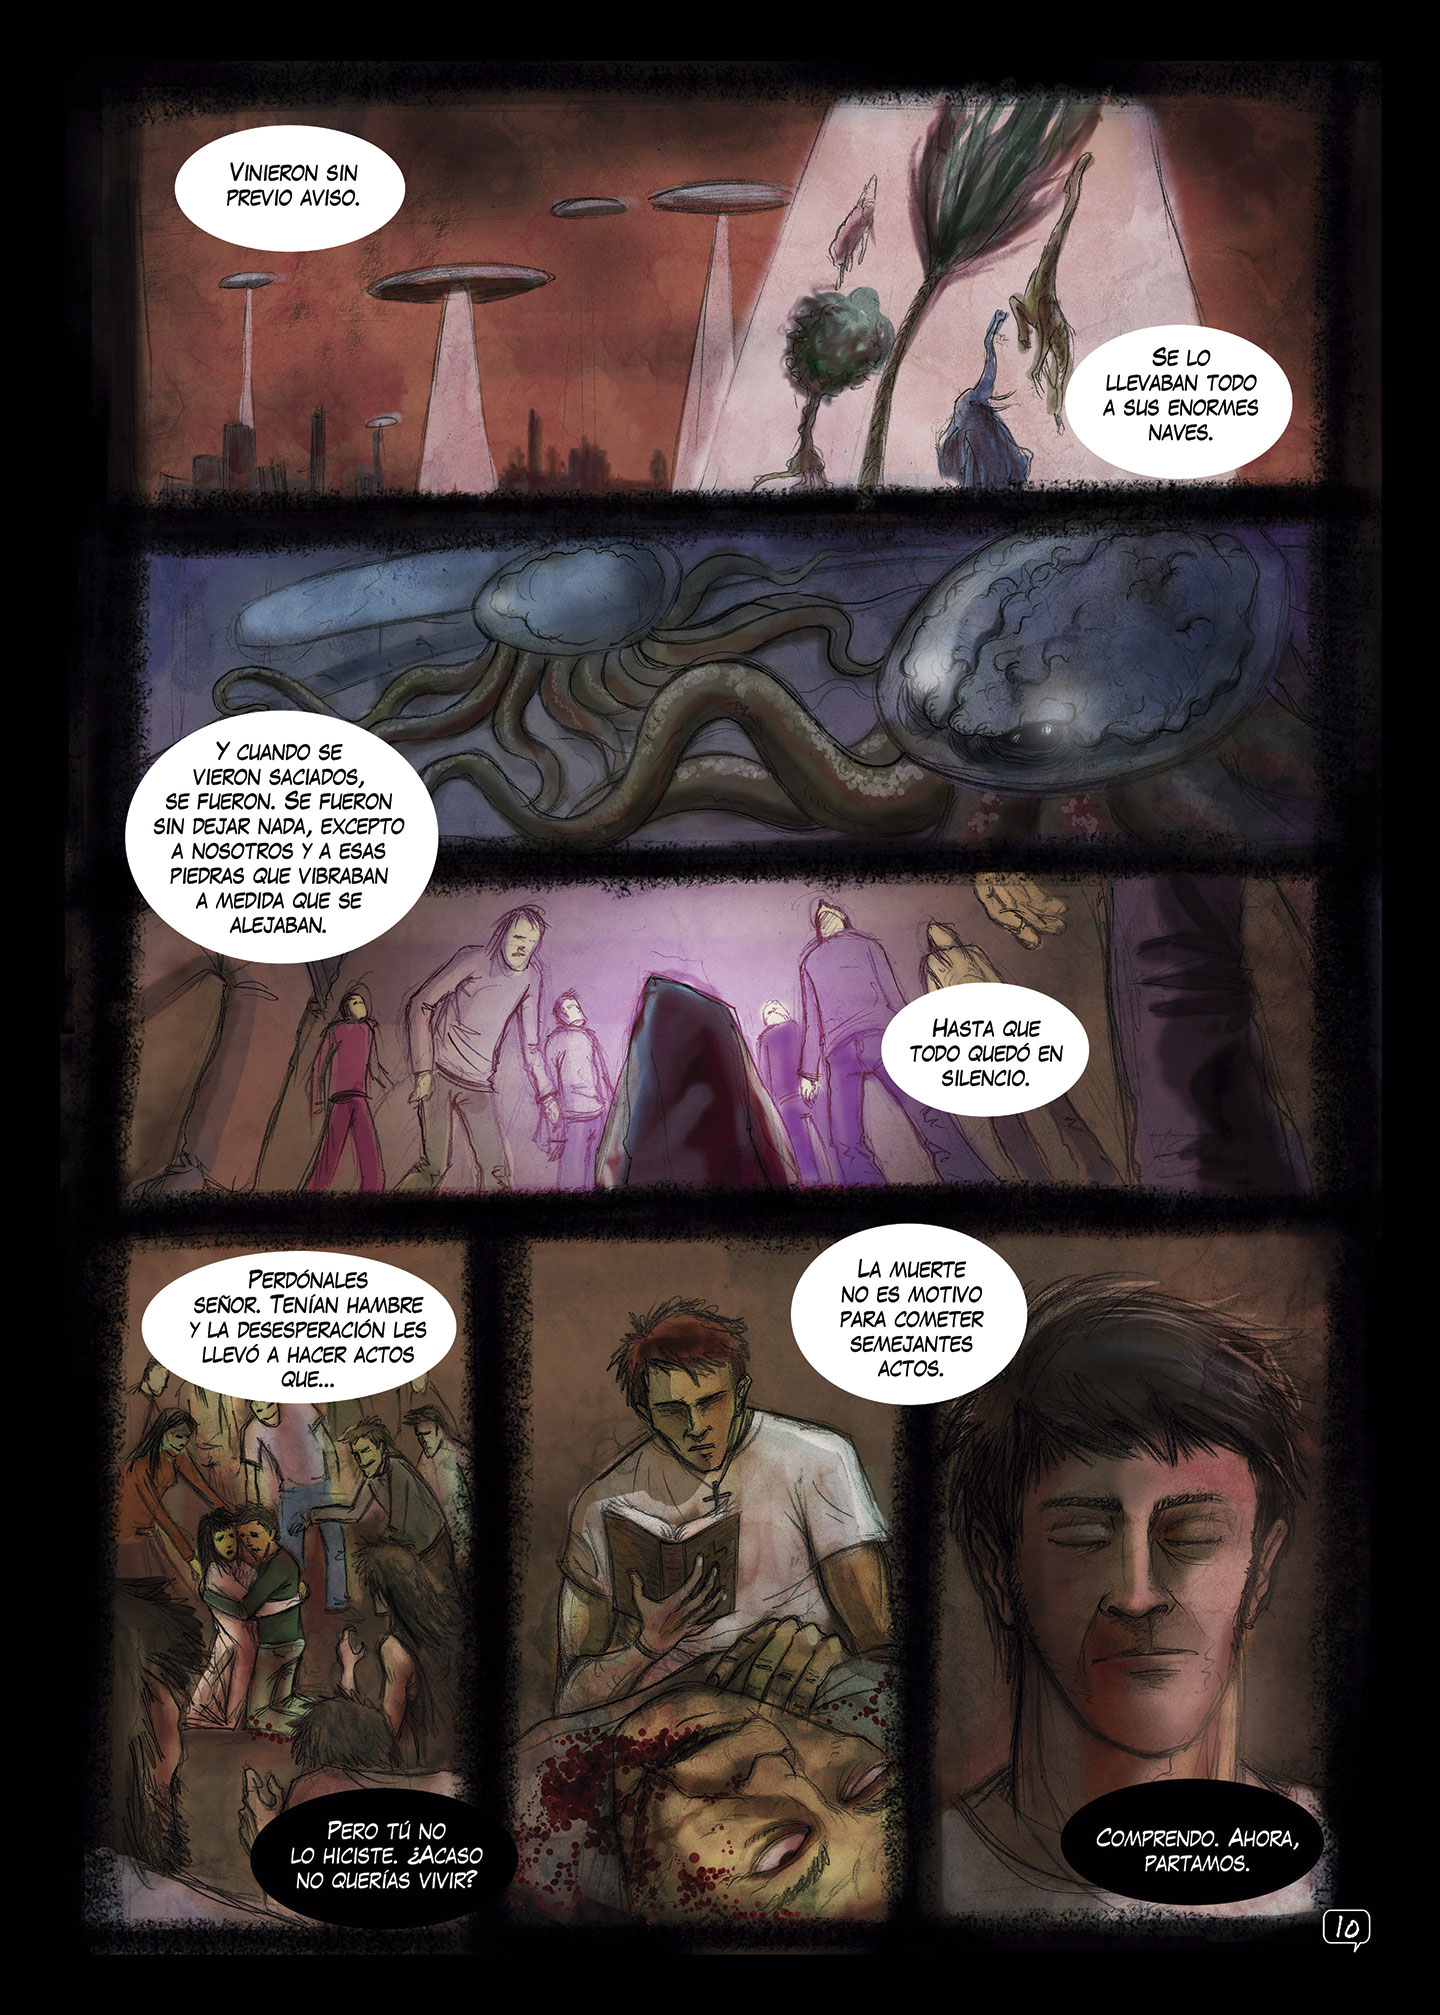 VINIERON SIN
PREVIO AVISO.
SE LO
LLEVABAN TODO
A SUS ENORMES
NAVES.
Y CUANDO SE
VIERON SACIADOS,
SE FUERON. SE FUERON
SIN DEJAR NADA, EXCEPTO
A NOSOTROS Y A ESAS
PIEDRAS QUE VIBRABAN
A MEDIDA QUE SE
ALEJABAN.
HASTA QUE
TODO QUEDÓ EN
SILENCIO.
PERDÓNALES
SEÑOR. TENÍAN HAMBRE
Y LA DESESPERACIÓN LES
LLEVÓ A HACER ACTOS
QUE...
PERO TÚ NO
LO HICISTE. ¿ACASO
NO QUERÍAS VIVIR?
LA MUERTE
NO ES MOTIVO
PARA COMETER
SEMEJANTES
ACTOS.
COMPRENDO. AHORA,
PARTAMOS.
10